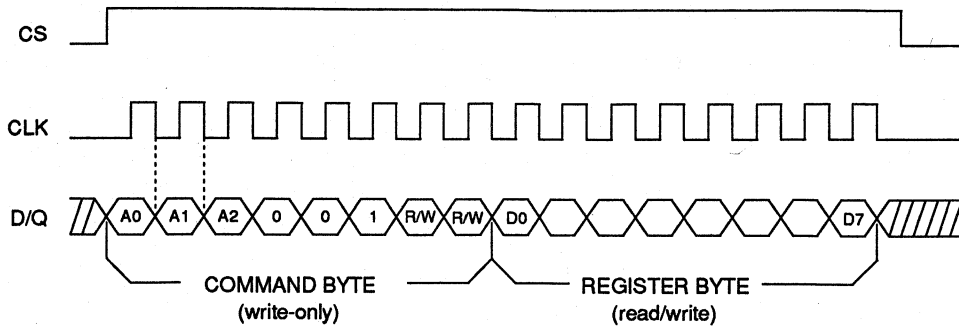 CS
CLK
D/Q A0 A1 A2 0 0 1 R/W R/W D0 D7
COMMAND BYTE REGISTER BYTE
(write-only) (read/write)